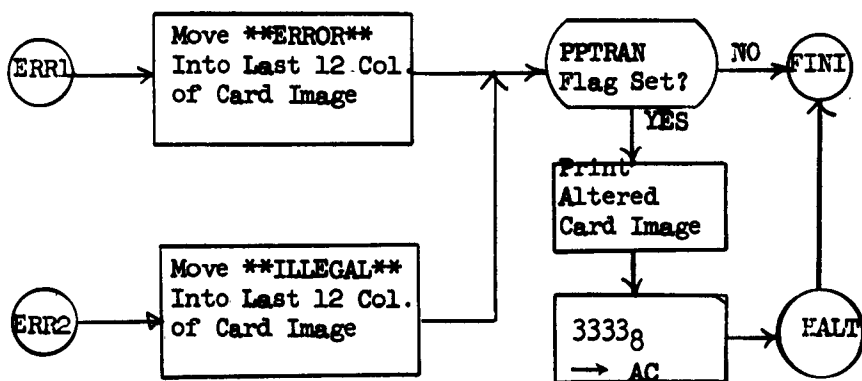 ERR1
Move **ERROR**
Into Last 12 Col.
of Card Image
PPTRAN
Flag Set?
NO
FINI
YES
Print
Altered
Card Image
ERR2
Move **ILLEGAL**
Into Last 12 Col.
of Card Image
3333₈
→ AC
HALT